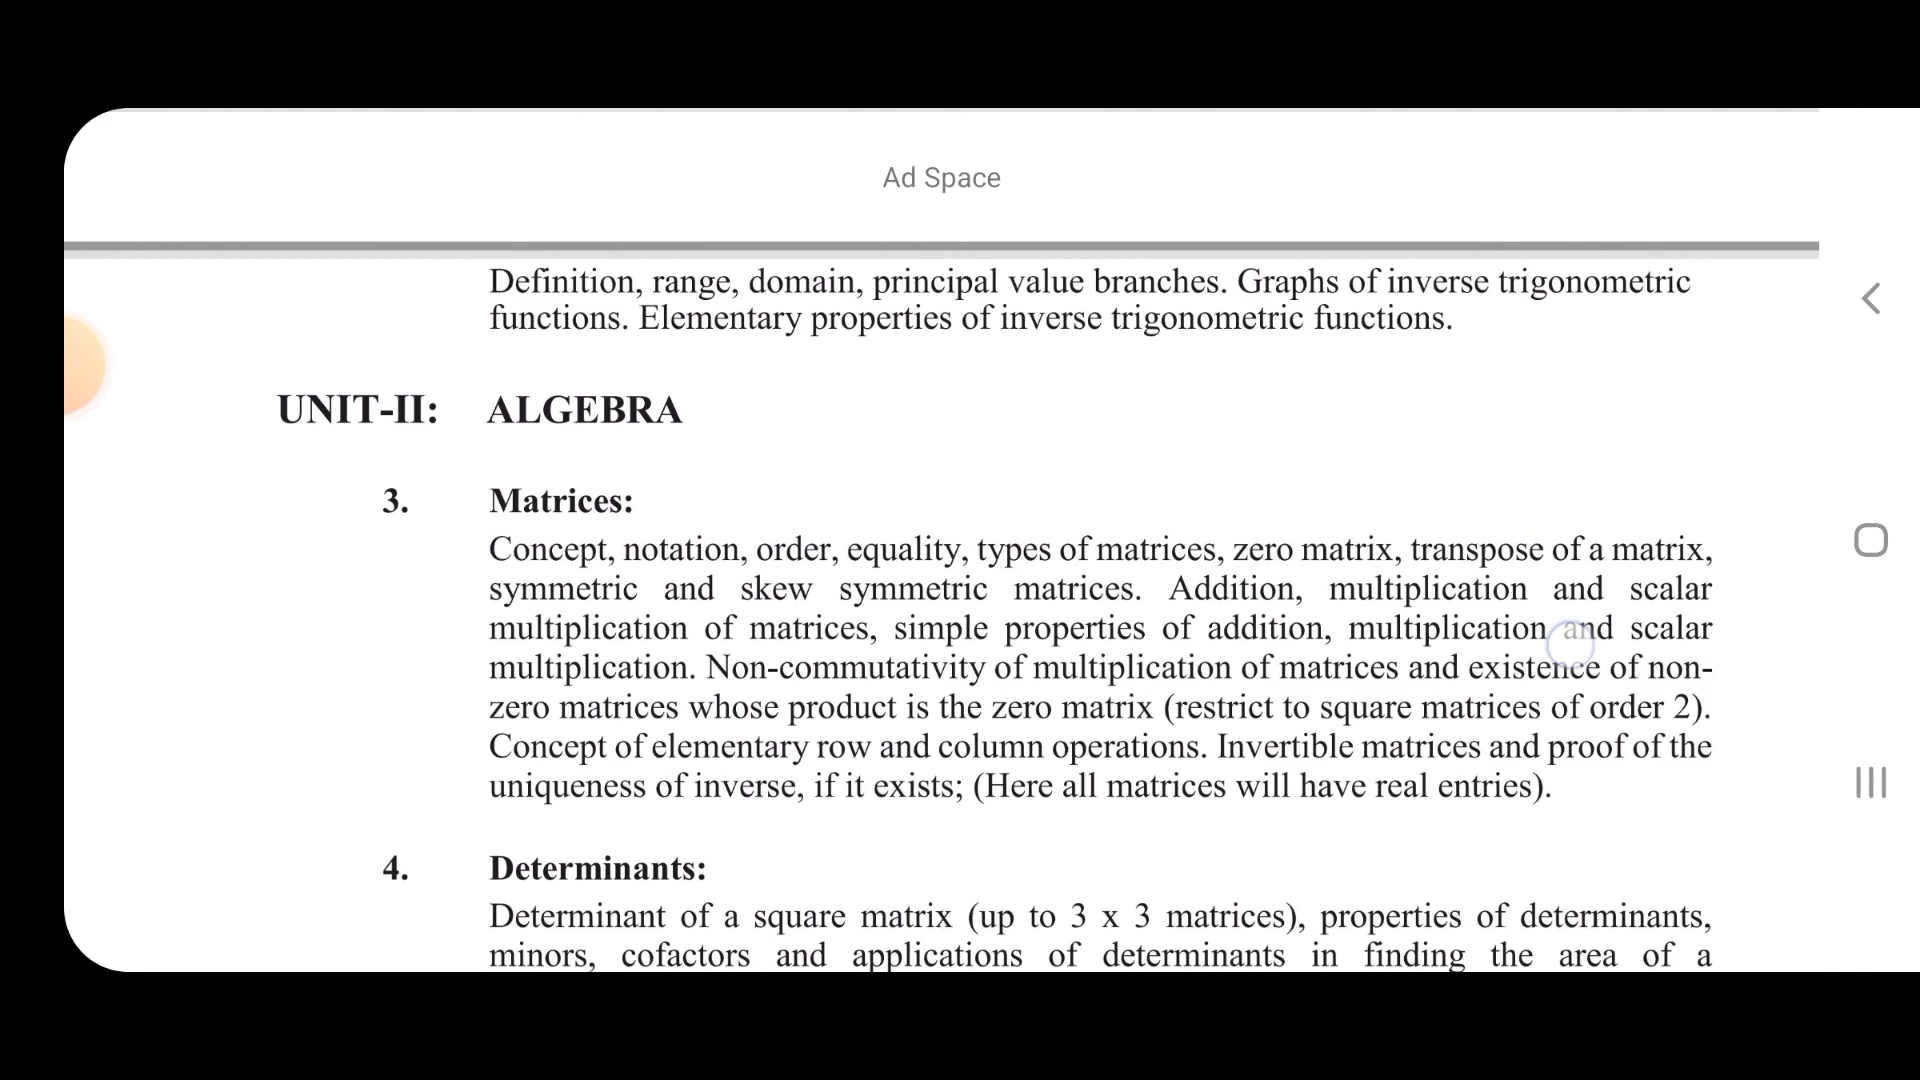 Ad Space
Definition, range, domain, principal value branches. Graphs of inverse trigonometric
functions. Elementary properties of inverse trigonometric functions.
UNIT-II: ALGEBRA
3. Matrices:
Concept, notation, order, equality, types of matrices, zero matrix, transpose of a matrix,
symmetric and skew symmetric matrices. Addition, multiplication and scalar
multiplication of matrices, simple properties of addition, multiplication and scalar
multiplication. Non-commutativity of multiplication of matrices and existence of non-
zero matrices whose product is the zero matrix (restrict to square matrices of order 2).
Concept of elementary row and column operations. Invertible matrices and proof of the
uniqueness of inverse, if it exists; (Here all matrices will have real entries).
4. Determinants:
Determinant of a square matrix (up to 3 x 3 matrices), properties of determinants,
minors, cofactors and applications of determinants in finding the area of a